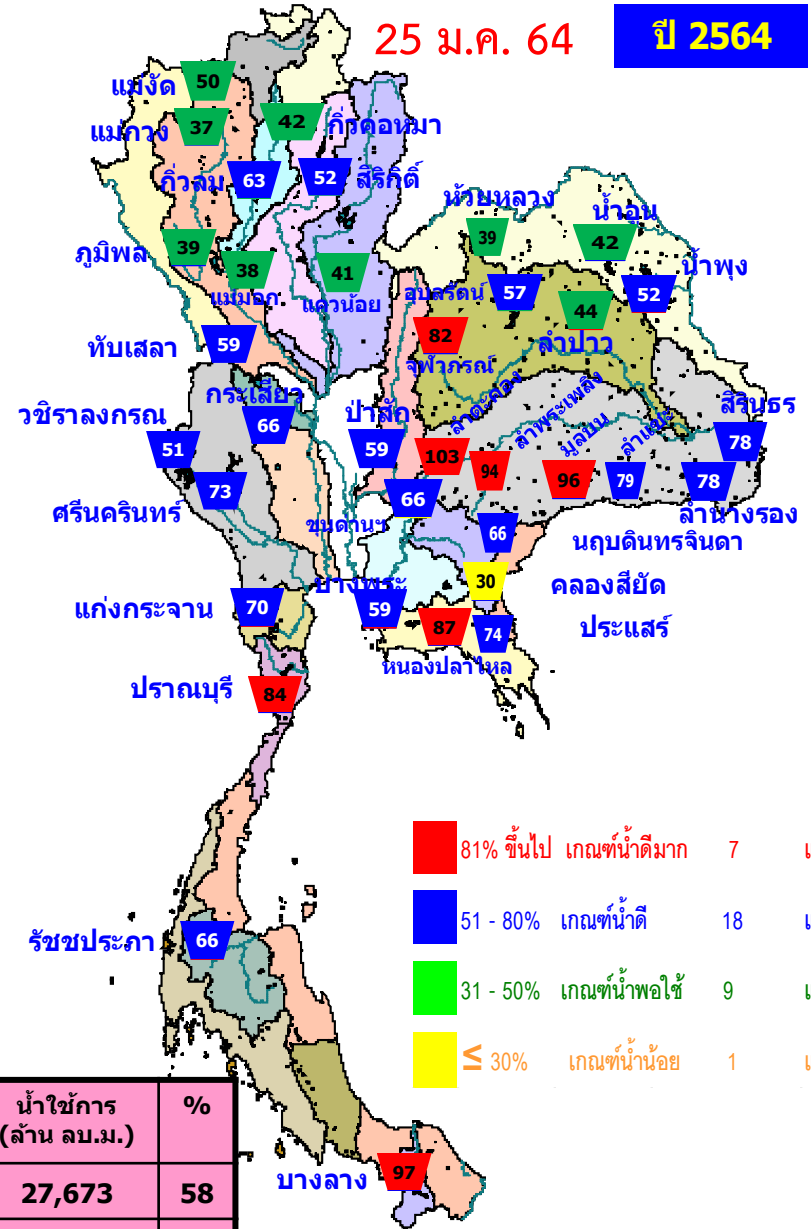 25 ม.ค. 64
ปี 2564
แม่งัด 50
แม่กวง 37
42 กิ่วคอหมา
กิ่วลม 63
52 สิริกิติ์
ห้วยหลวง 39
น้ำอูน 42
น้ำพุง 52
ภูมิพล 39
38 แม่มอก
41 แควน้อย
อุบลรัตน์ 57
44 ลำปาว
82 จุฬาภรณ์
ทับเสลา 59
กระเสียว 66
ป่าสัก 59
ลำตะคอง 103
ลำพระเพลิง 94
มูลบน 96
ลำแชะ 79
สิรินธร 78
78 ลำนางรอง
วชิราลงกรณ 51
ศรีนครินทร์ 73
66 ขุนด่านฯ
66 นฤบดินทรจินดา
30 คลองสียัด
บางพระ 59
87 หนองปลาไหล
74 ประแสร์
แก่งกระจาน 70
ปราณบุรี 84
รัชชประภา 66
บางลาง 97
81% ขึ้นไป เกณฑ์น้ำดีมาก 7
51 - 80% เกณฑ์น้ำดี 18
31 - 50% เกณฑ์น้ำพอใช้ 9
≤ 30% เกณฑ์น้ำน้อย 1
น้ำใช้การ %
(ล้าน ลบ.ม.)
27,673 58